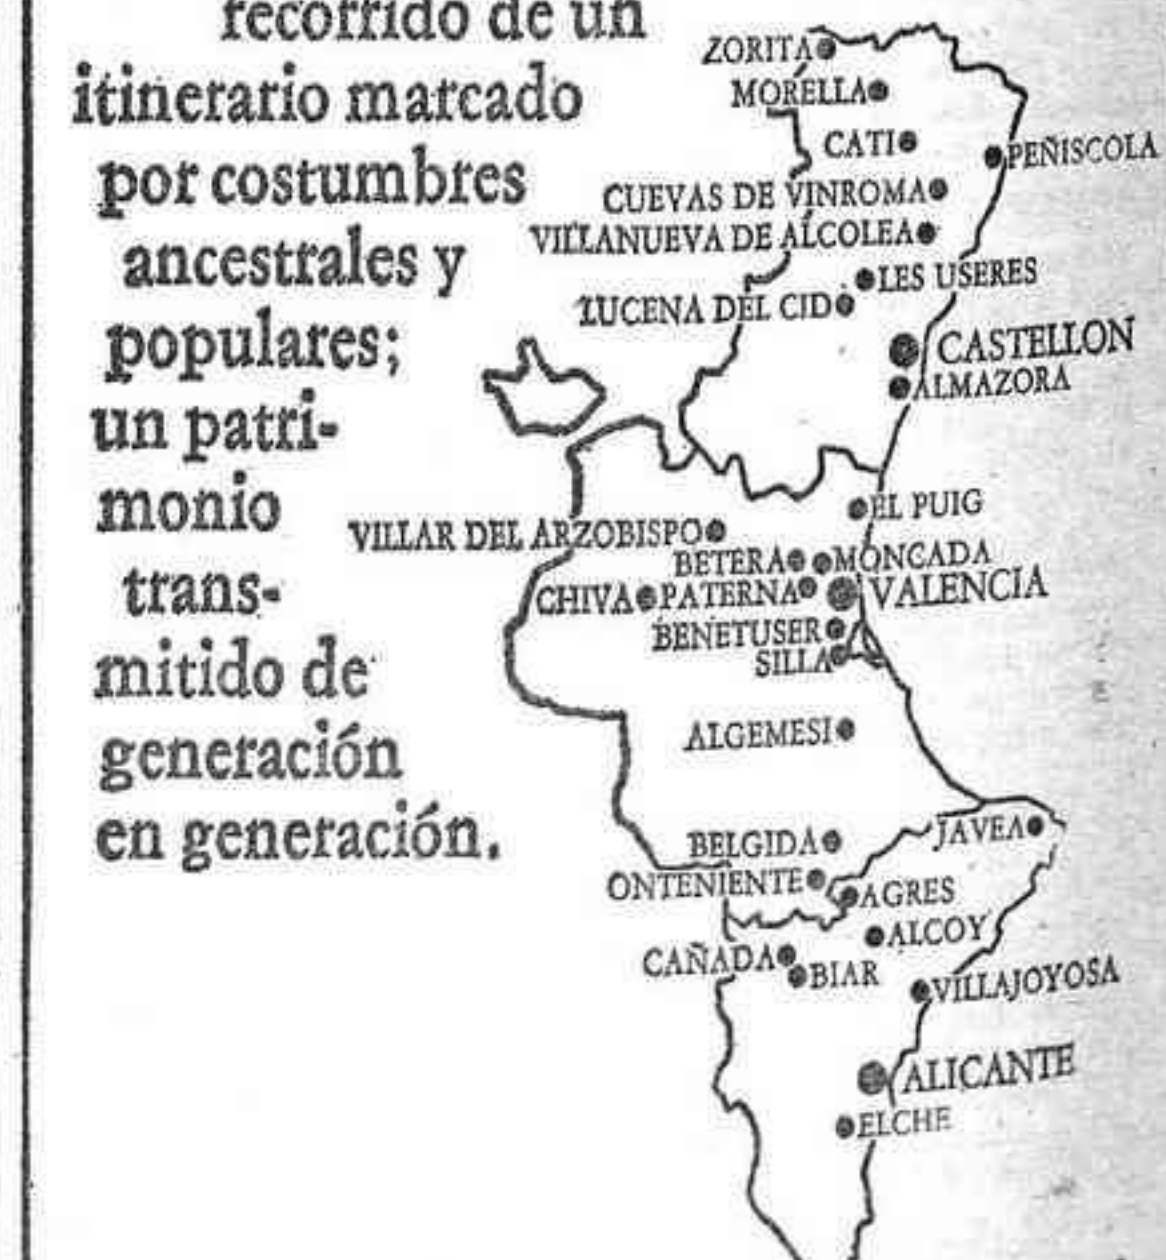 recorrido de un
itinerario marcado
por costumbres
ancestrales y
populares;
un patri-
monio
trans-
mitido de
generación
en generación.
ZORITA
MORELLA
CATI
PEÑISCOLA
CUEVAS DE VINROMA
VILLANUEVA DE ALCOLEA
LES USERES
LUCENA DEL CID
CASTELLON
ALMAZORA
EL PUIG
VILLAR DEL ARZOBISPO
BETERA MONCADA
CHIVA PATERNA VALENCIA
BENETUSER
SILLA
ALGEMESI
JAVEA
BELGIDA
ONTENIENTE
AGRES
ALCOY
CAÑADA
BIAR
VILLAJOYOSA
ALICANTE
ELCHE